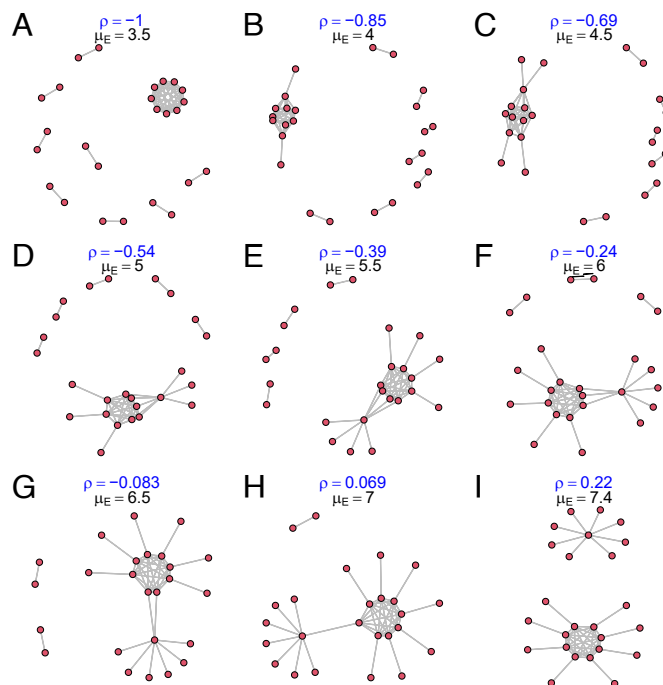 A
ρ = −1
μE = 3.5
B
ρ = −0.85
μE = 4
C
ρ = −0.69
μE = 4.5
D
ρ = −0.54
μE = 5
E
ρ = −0.39
μE = 5.5
F
ρ = −0.24
μE = 6
G
ρ = −0.083
μE = 6.5
H
ρ = 0.069
μE = 7
I
ρ = 0.22
μE = 7.4